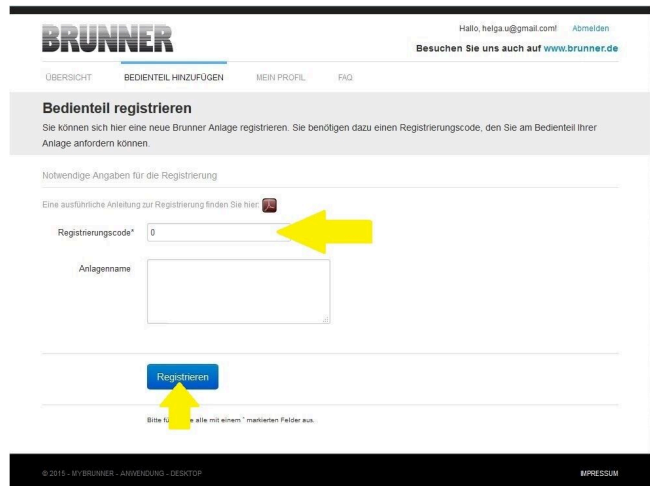 BRUNNER
Hallo, helga.u@gmail.com! Abmelden
Besuchen Sie uns auch auf www.brunner.de
ÜBERSICHT BEDIENTEIL HINZUFÜGEN MEIN PROFIL FAQ
Bedienteil registrieren
Sie können sich hier eine neue Brunner Anlage registrieren. Sie benötigen dazu einen Registrierungscode, den Sie am Bedienteil Ihrer
Anlage anfordern können.
Notwendige Angaben für die Registrierung
Eine ausführliche Anleitung zur Registrierung finden Sie hier:
Registrierungscode* 0
Anlagenname
Registrieren
Bitte alle mit einem * markierten Felder aus.
© 2015 - MYBRUNNER - ANWENDUNG - DESKTOP
IMPRESSUM